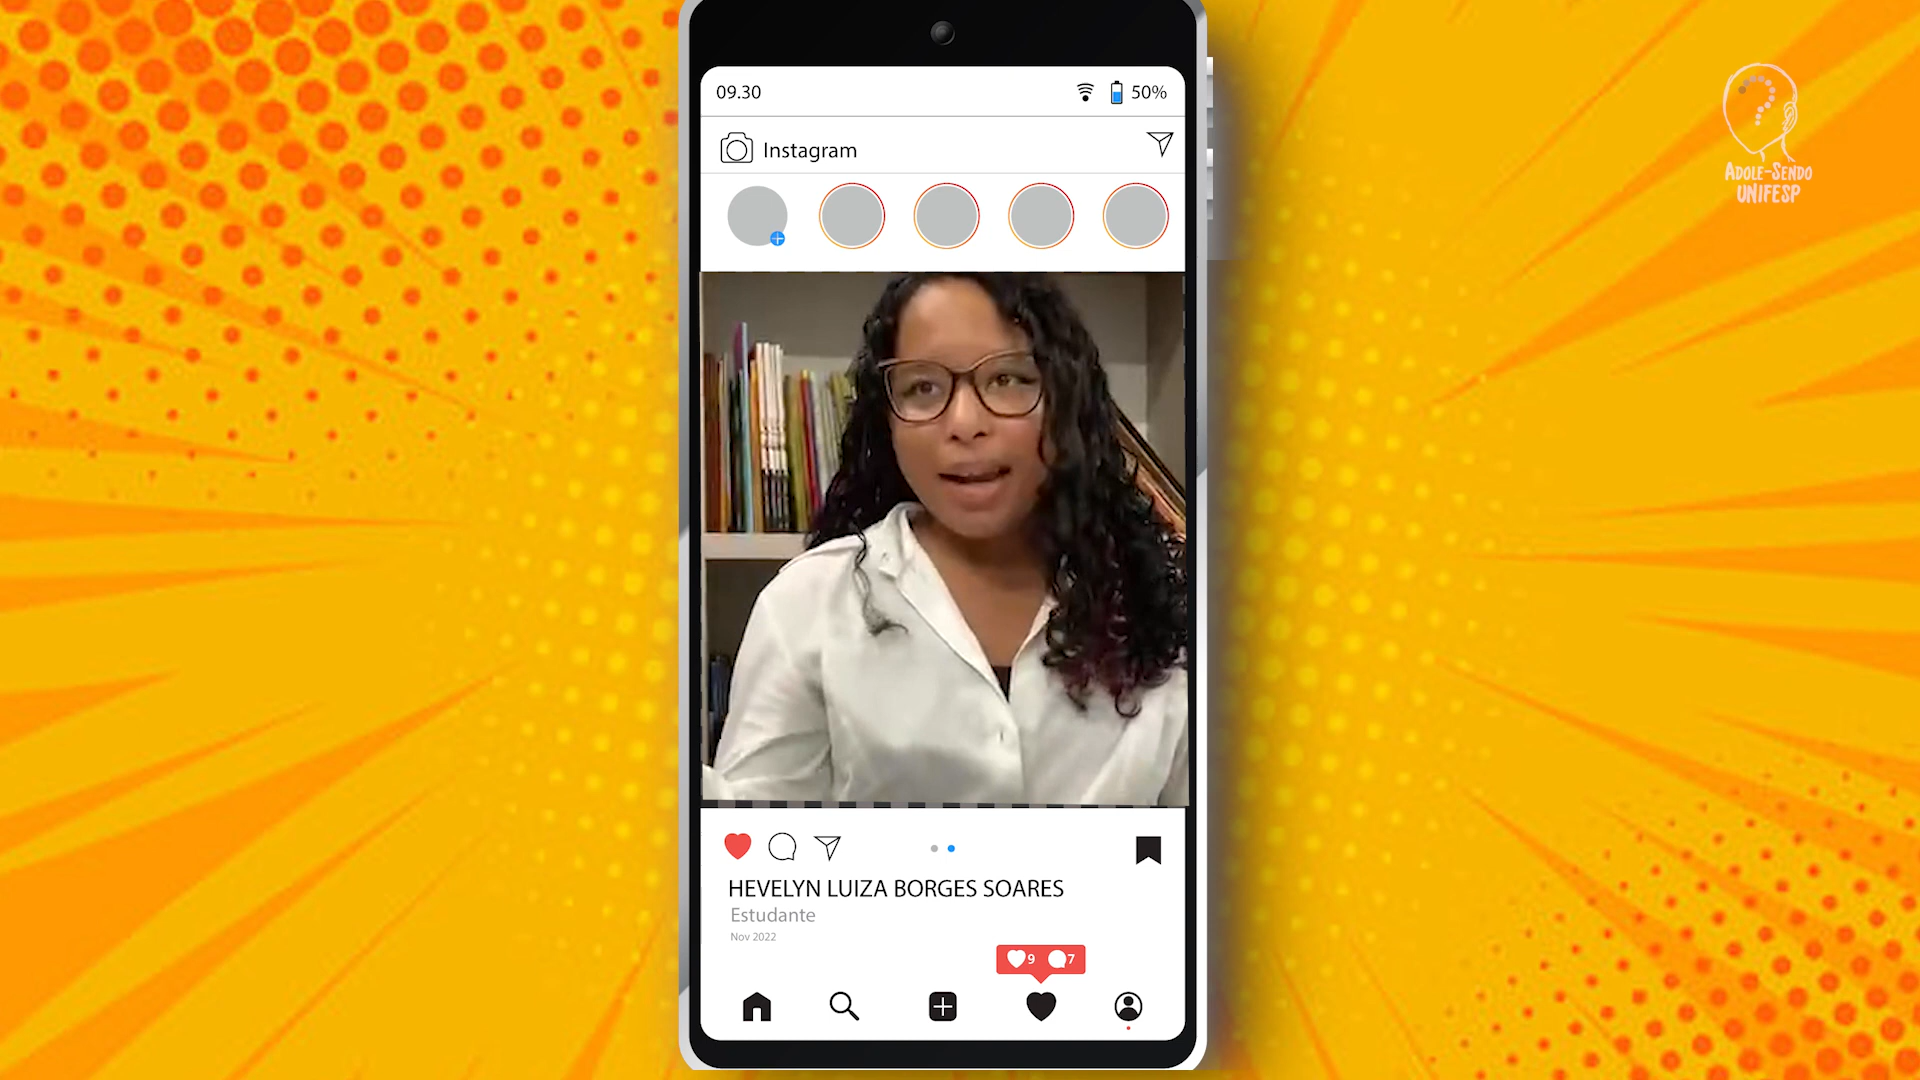 09.30
50%
Instagram
ADOLE-SENDO
UNIFESP
HEVELYN LUIZA BORGES SOARES
Estudante
Nov 2022
9 7